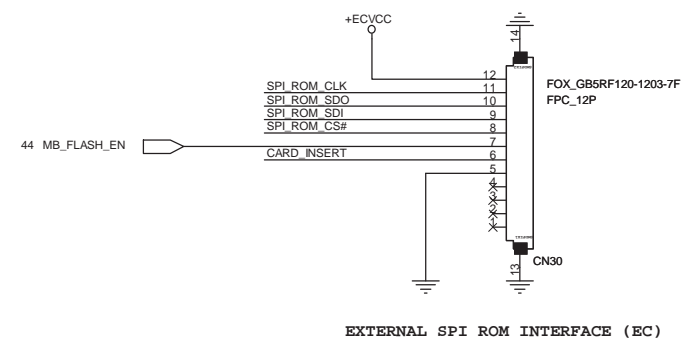 +ECVCC
14
12
SPI_ROM_CLK 11 FOX_GB5RF120-1203-7F
SPI_ROM_SDO 10 FPC_12P
SPI_ROM_SDI 9
SPI_ROM_CS# 8
44 MB_FLASH_EN 7
CARD_INSERT 6
5
4
3
2
1
CN30
13
EXTERNAL SPI ROM INTERFACE (EC)